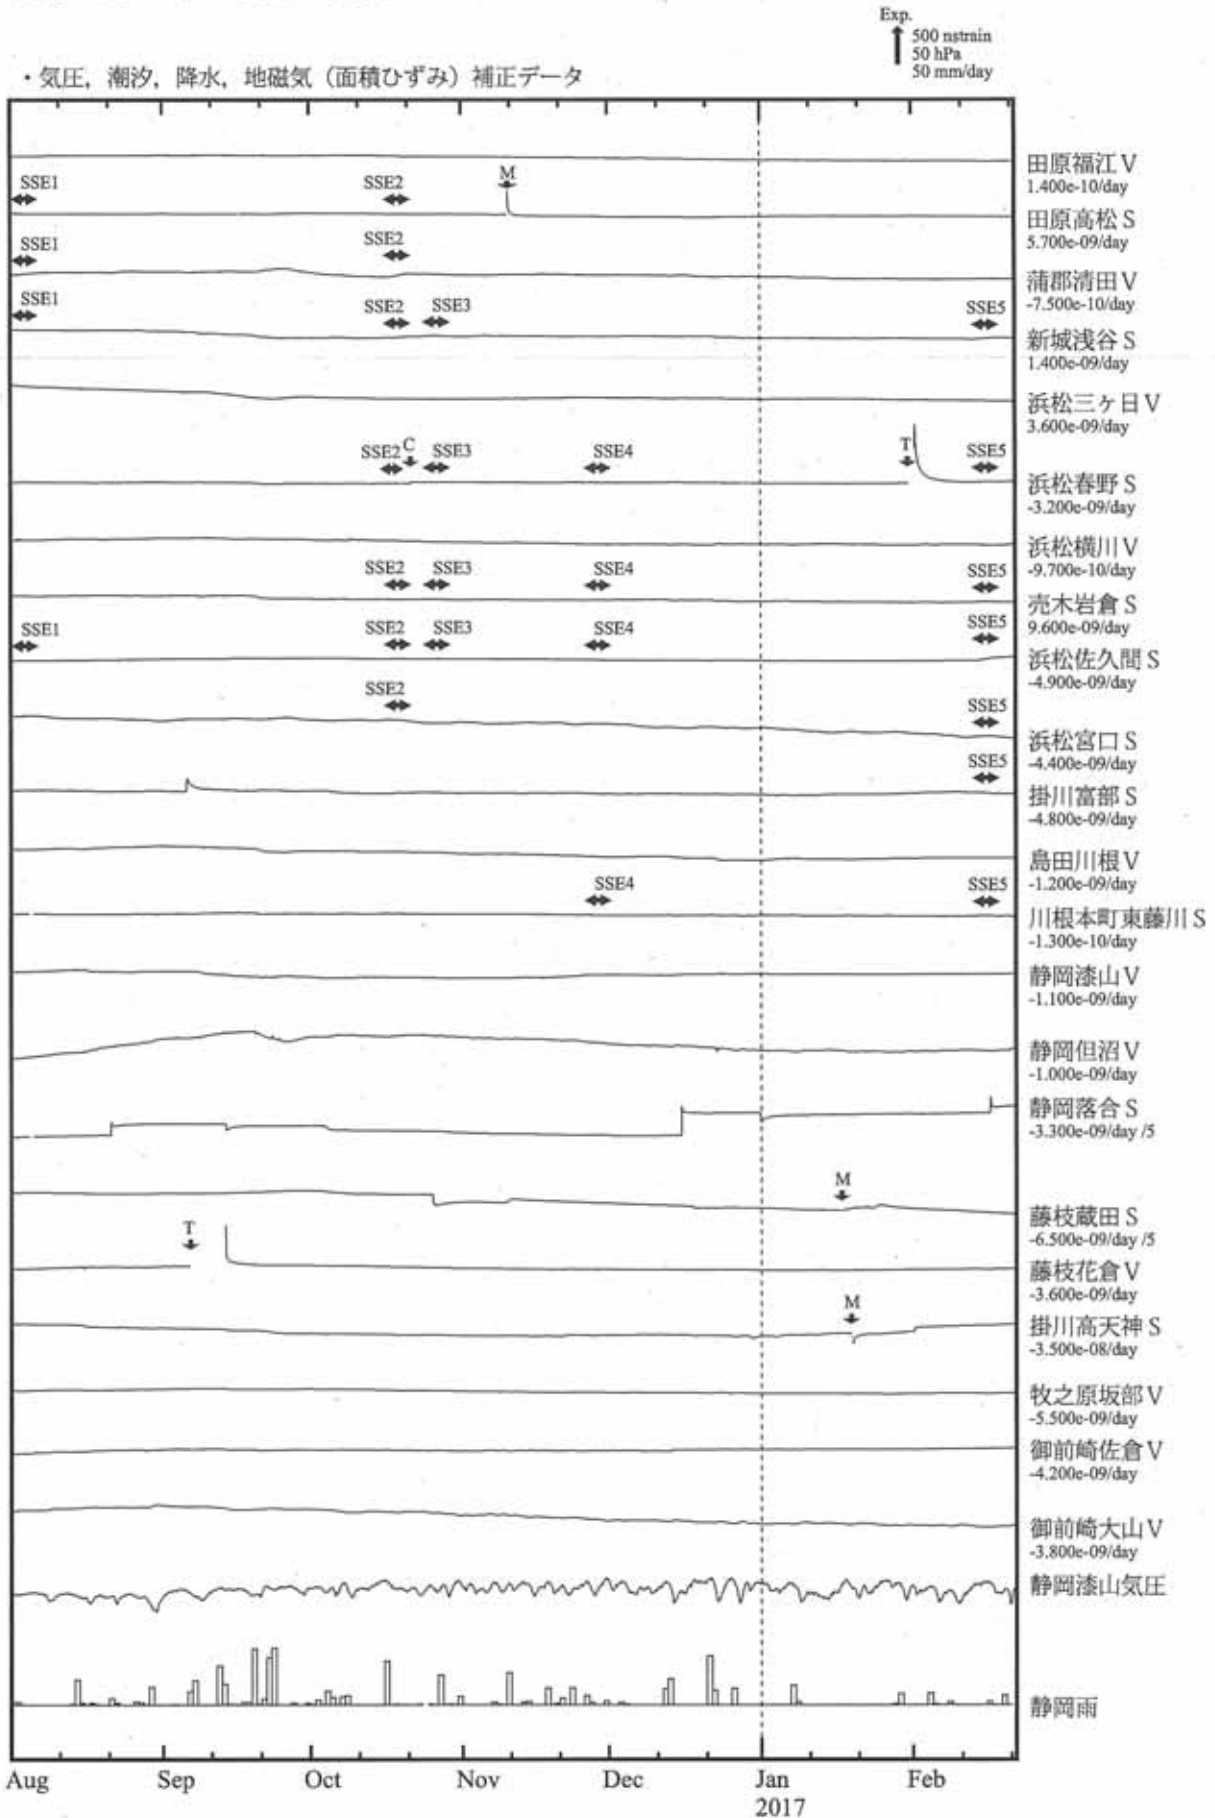 Exp.
500 nstrain
50 hPa
50 mm/day
・気圧，潮汐，降水，地磁気（面積ひずみ）補正データ
田原福江 V
1.400e-10/day
SSE1 SSE2 M
田原高松 S
5.700e-09/day
SSE1 SSE2
蒲郡清田 V
-7.500e-10/day
SSE1 SSE2 SSE3 SSE5
新城浅谷 S
1.400e-09/day
浜松三ヶ日 V
3.600e-09/day
SSE2 C SSE3 SSE4 T SSE5
浜松春野 S
-3.200e-09/day
浜松横川 V
-9.700e-10/day
SSE2 SSE3 SSE4 SSE5
売木岩倉 S
9.600e-09/day
SSE1 SSE2 SSE3 SSE4 SSE5
浜松佐久間 S
-4.900e-09/day
SSE2 SSE5
浜松宮口 S
-4.400e-09/day
SSE5
掛川富部 S
-4.800e-09/day
島田川根 V
-1.200e-09/day
SSE4 SSE5
川根本町東藤川 S
-1.300e-10/day
静岡漆山 V
-1.100e-09/day
静岡但沼 V
-1.000e-09/day
静岡落合 S
-3.300e-09/day /5
M
藤枝蔵田 S
-6.500e-09/day /5
T
藤枝花倉 V
-3.600e-09/day
M
掛川高天神 S
-3.500e-08/day
牧之原坂部 V
-5.500e-09/day
御前崎佐倉 V
-4.200e-09/day
御前崎大山 V
-3.800e-09/day
静岡漆山気圧
静岡雨
Aug Sep Oct Nov Dec Jan Feb
2017